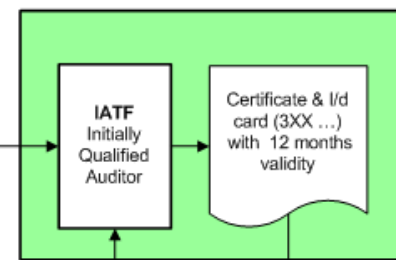 IATF
Initially
Qualified
Auditor
Certificate & I/d
card (3XX ...)
with 12 months
validity